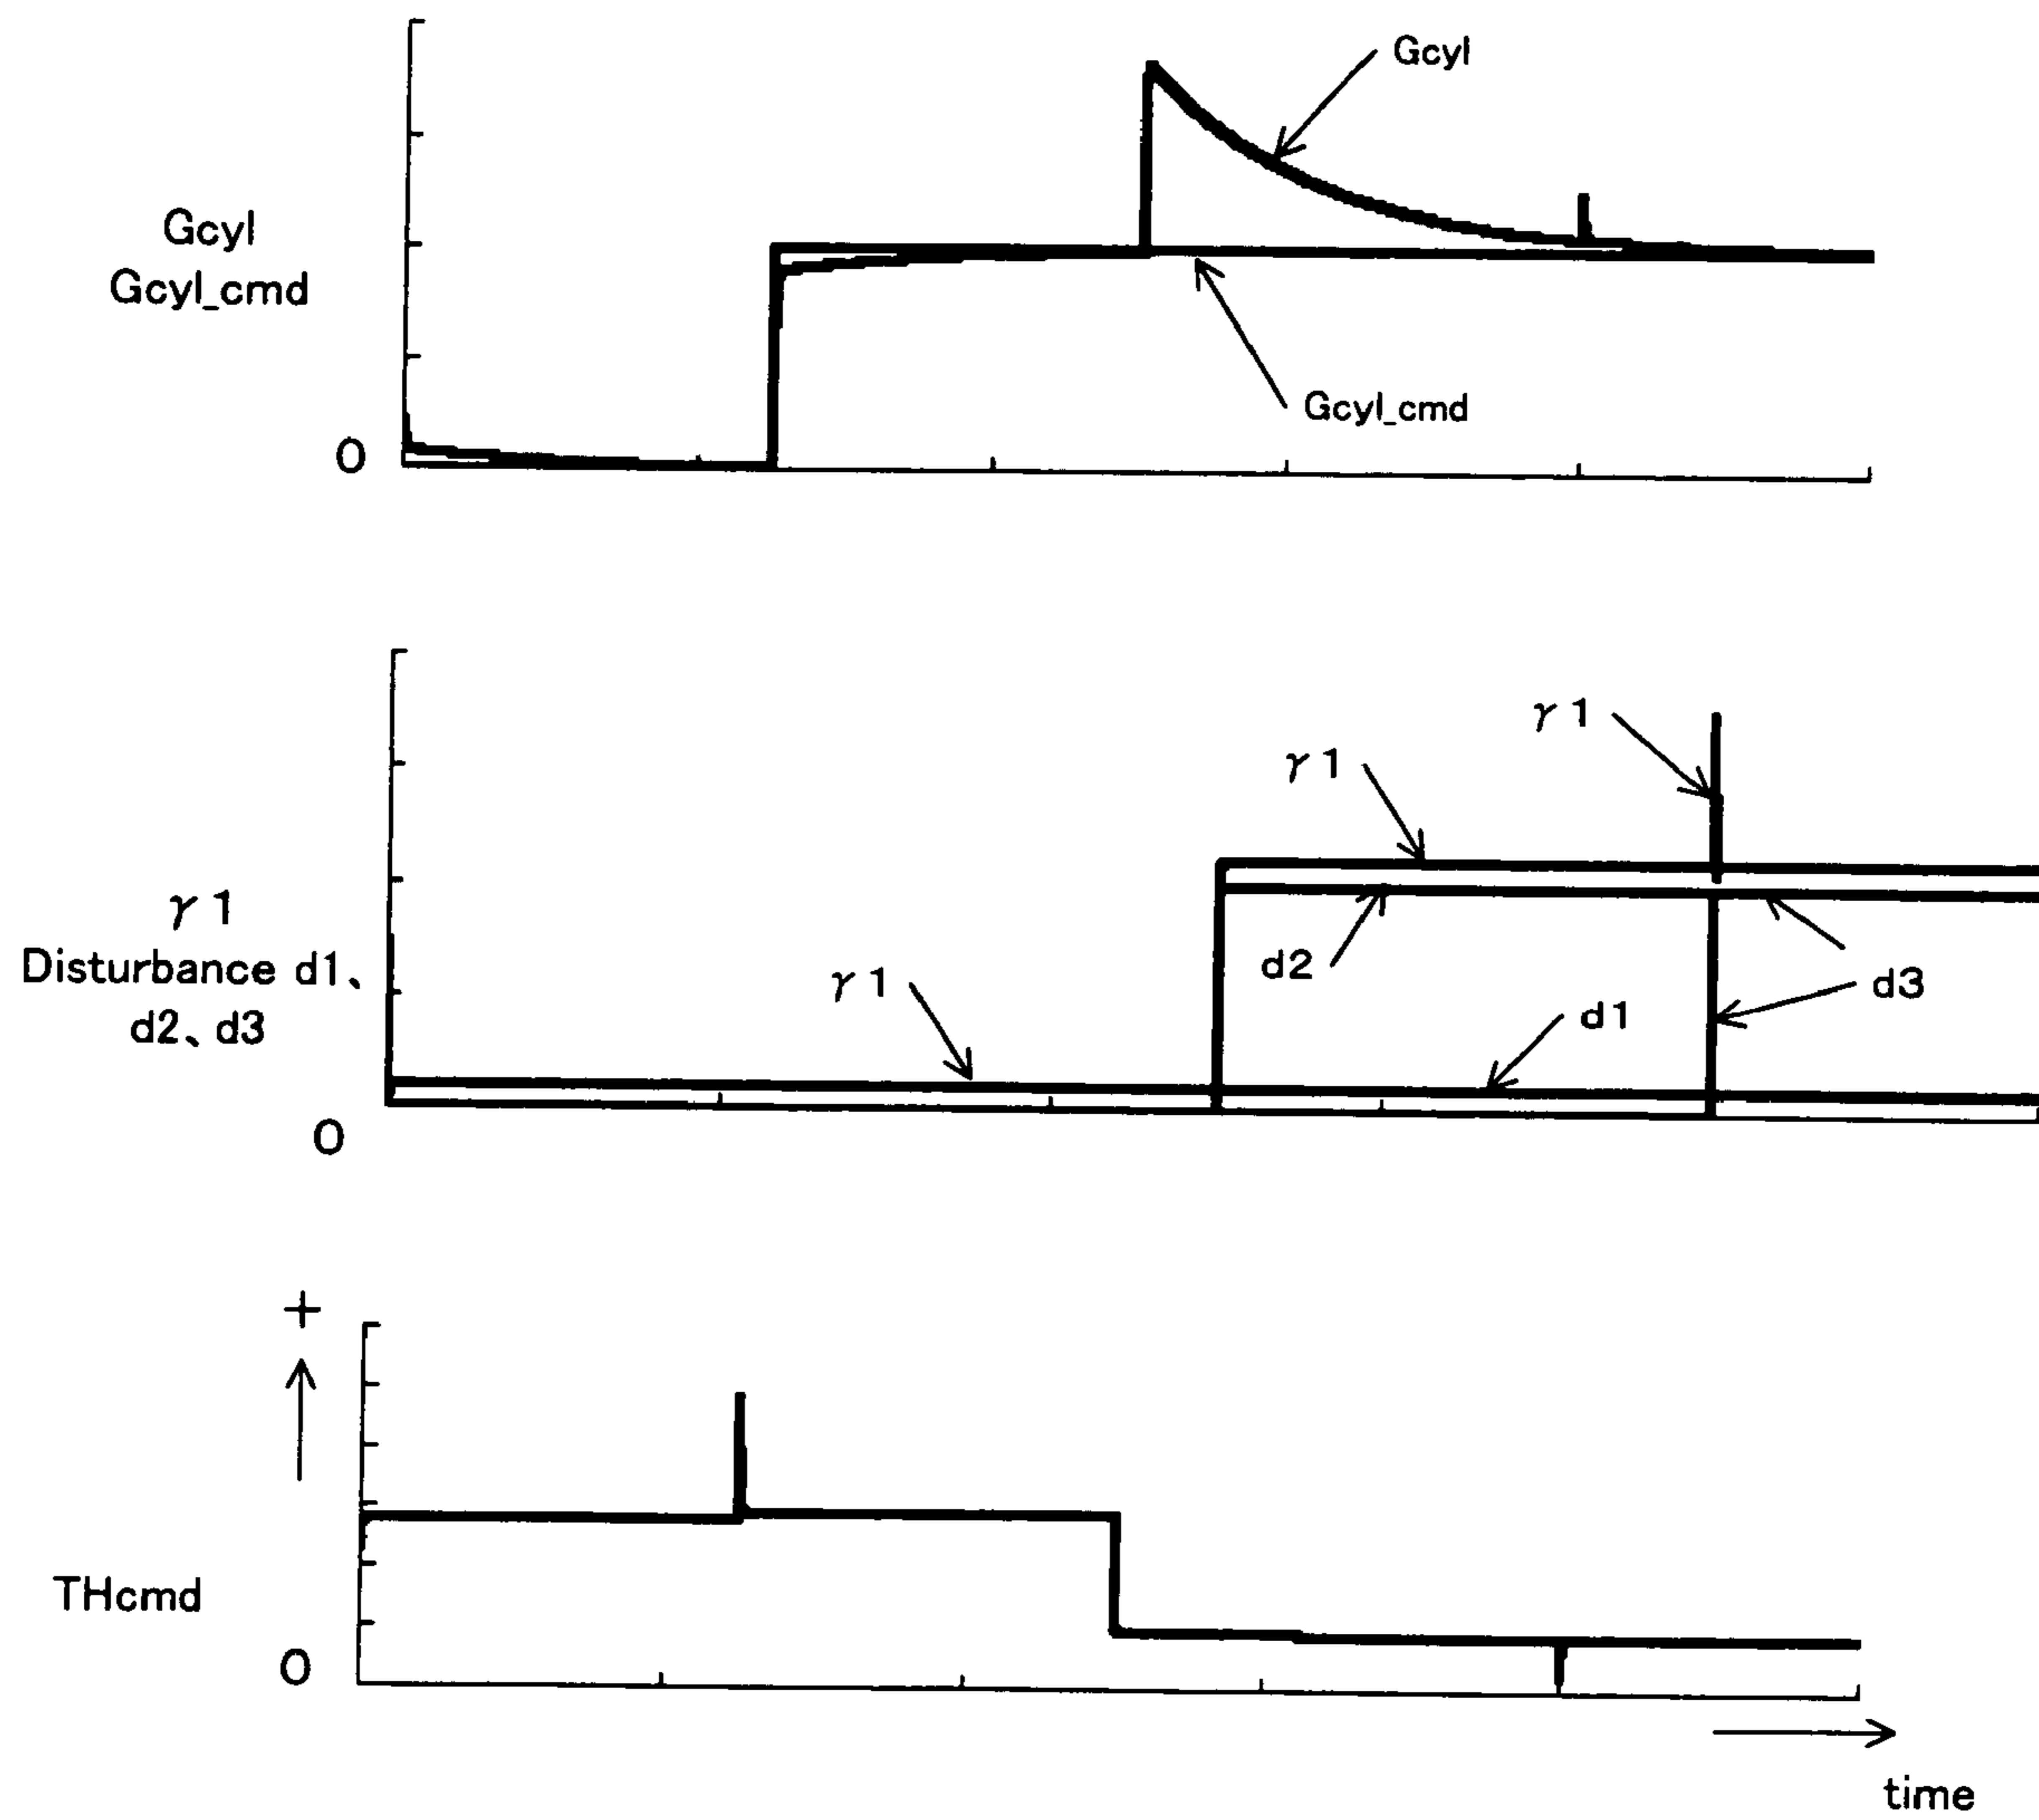 Gcyl
Gcyl
Gcyl_cmd
Gcyl_cmd
0
γ1
γ1
γ1
Disturbance d1、
d2、d3
γ1
d2
d1
d3
0
+
THcmd
0
time